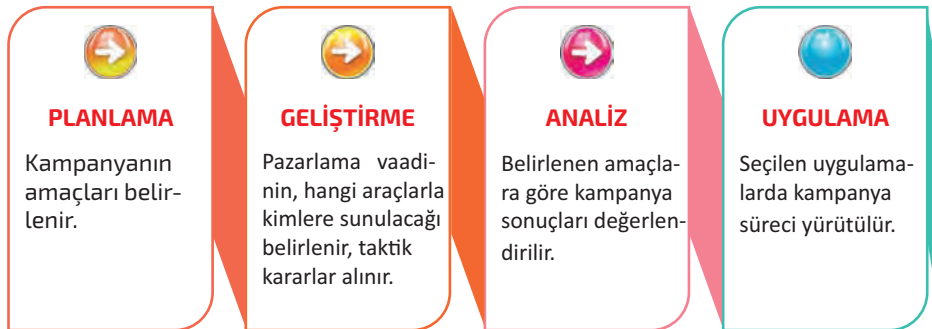 PLANLAMA
Kampanyanın
amaçları belir-
lenir.
GELİŞTİRME
Pazarlama vaadi-
nin, hangi araçlarla
kimlere sunulacağı
belirlenir, taktik
kararlar alınır.
ANALİZ
Belirlenen amaçla-
ra göre kampanya
sonuçları değerlen-
dirilir.
UYGULAMA
Seçilen uygulama-
larda kampanya
süreci yürütülür.